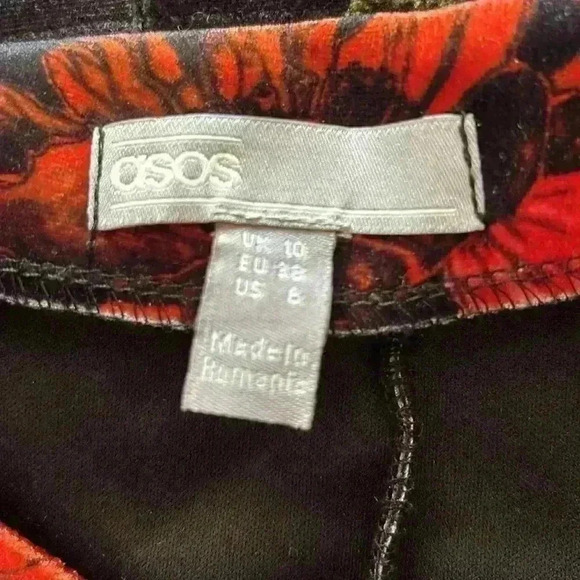 asos
UK 10
EU 38
US 6
Made in
Romania